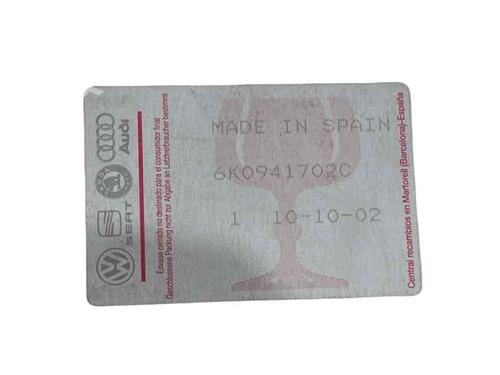 MADE IN SPAIN
6K0941702C
1 10-10-02
Audi
SKODA
SEAT
Envase cerrado no destinado para el consumidor final
Geschlossene Packung nicht zur Abgabe an Letztverbraucher bestimmt
Central recambios en Martorell (Barcelona)-España